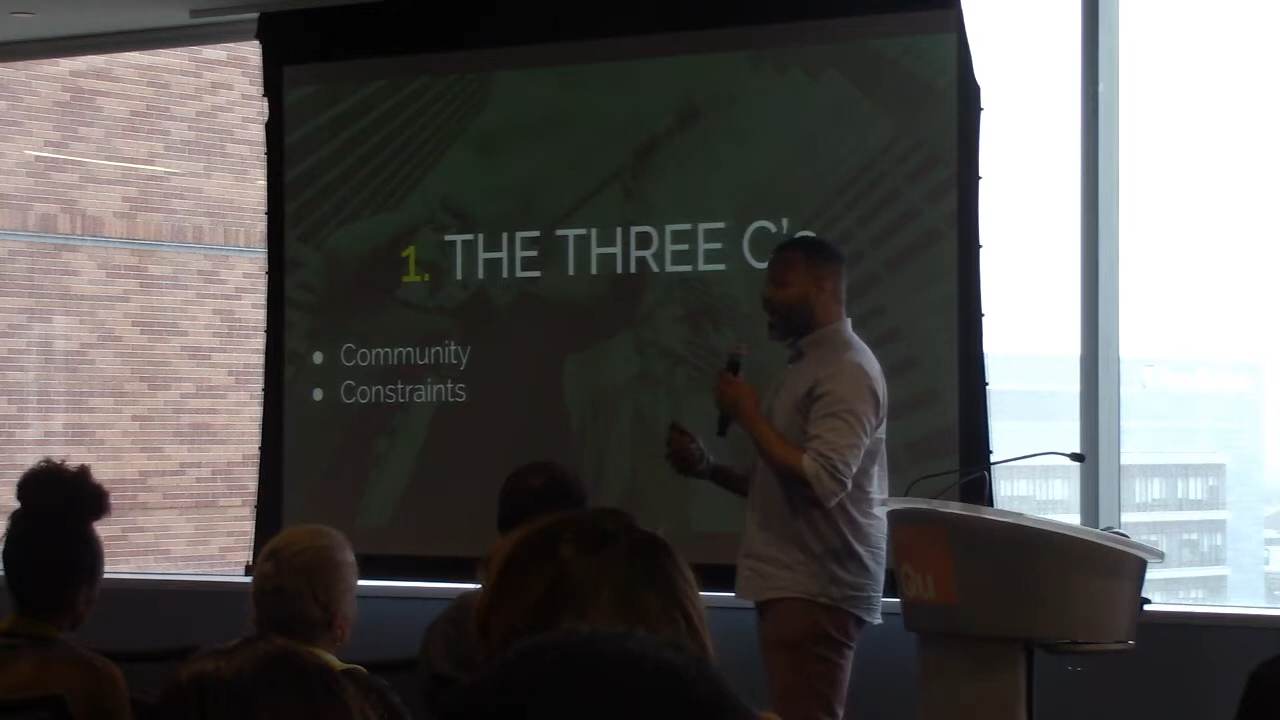 1. THE THREE C's
• Community
• Constraints